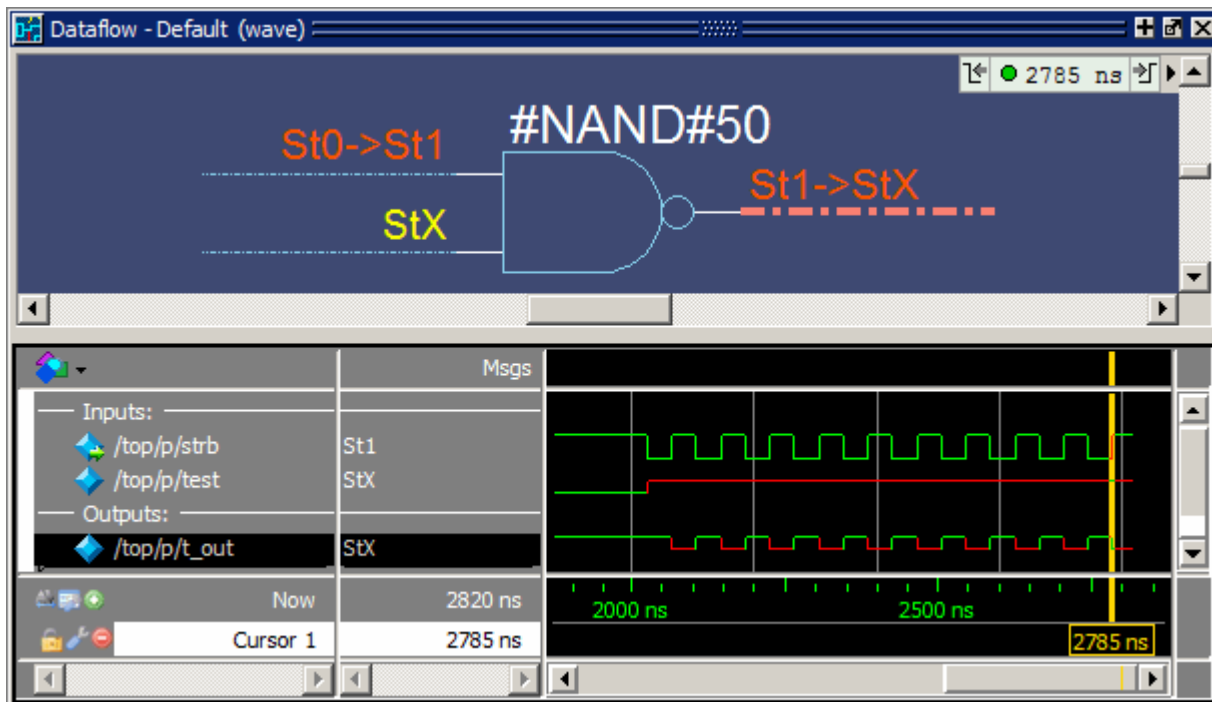 Dataflow - Default (wave)
2785 ns
#NAND#50
St0->St1
St1->StX
StX
Msgs
Inputs:
/top/p/strb St1
/top/p/test StX
Outputs:
/top/p/t_out StX
Now 2820 ns
2000 ns 2500 ns
Cursor 1 2785 ns
2785 ns